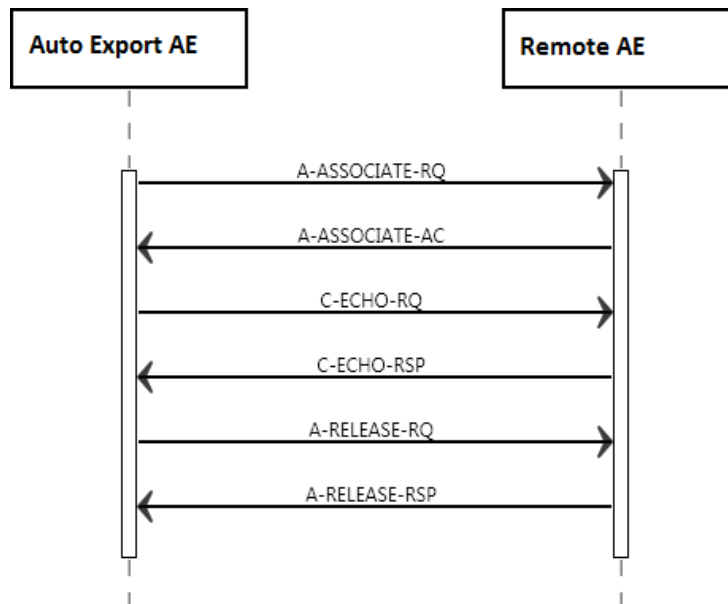 Auto Export AE
Remote AE
A-ASSOCIATE-RQ
A-ASSOCIATE-AC
C-ECHO-RQ
C-ECHO-RSP
A-RELEASE-RQ
A-RELEASE-RSP